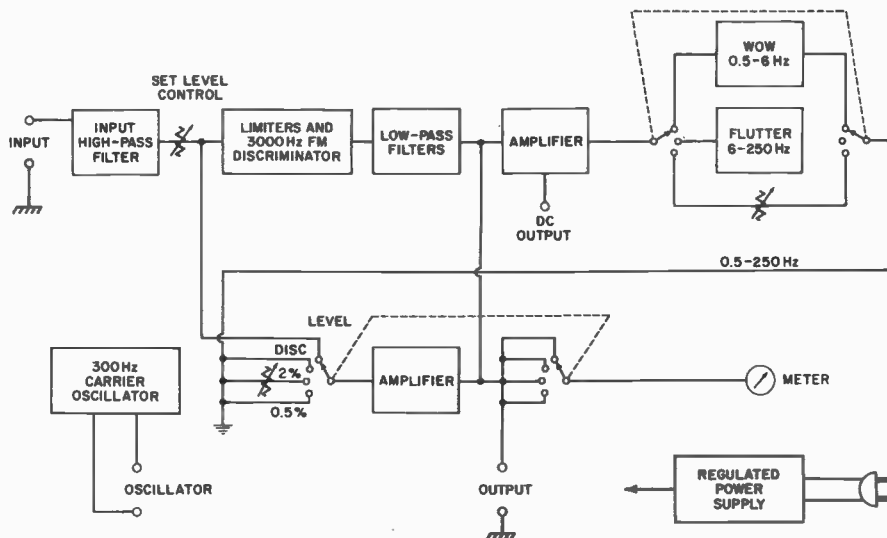 WOW
0.5-6 Hz
SET LEVEL
CONTROL
INPUT
INPUT
HIGH-PASS
FILTER
LIMITERS AND
3000 Hz FM
DISCRIMINATOR
LOW-PASS
FILTERS
AMPLIFIER
FLUTTER
6-250 Hz
DC
OUTPUT
0.5-250 Hz
LEVEL
DISC
2%
0.5%
AMPLIFIER
METER
300 Hz
CARRIER
OSCILLATOR
OSCILLATOR
OUTPUT
REGULATED
POWER
SUPPLY